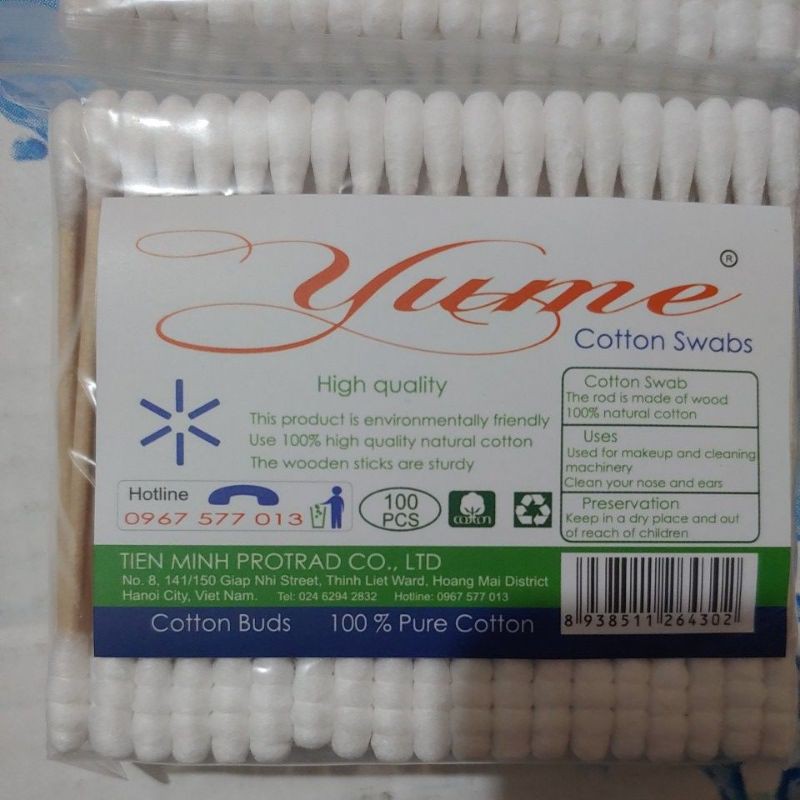 Yume ®
Cotton Swabs
High quality
This product is environmentally friendly
Use 100% high quality natural cotton
The wooden sticks are sturdy
Cotton Swab
The rod is made of wood
100% natural cotton
Uses
Used for makeup and cleaning
machinery
Clean your nose and ears
Preservation
Keep in a dry place and out
of reach of children
Hotline
0967 577 013
100
PCS
cotton
TIEN MINH PROTRAD CO., LTD
No. 8, 141/150 Giap Nhi Street, Thinh Liet Ward, Hoang Mai District
Hanoi City, Viet Nam. Tel: 024 6294 2832 Hotline: 0967 577 013
Cotton Buds 100 % Pure Cotton
8 938511 264302